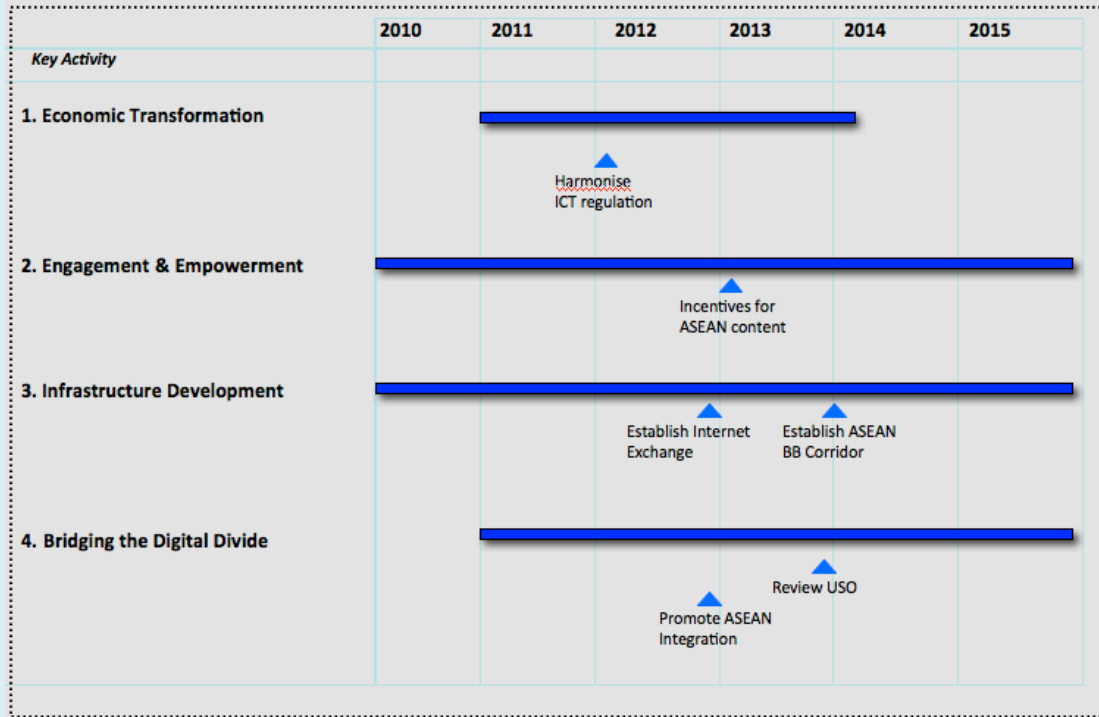 2010 2011 2012 2013 2014 2015
Key Activity
1. Economic Transformation
Harmonise
ICT regulation
2. Engagement & Empowerment
Incentives for
ASEAN content
3. Infrastructure Development
Establish Internet
Exchange
Establish ASEAN
BB Corridor
4. Bridging the Digital Divide
Review USO
Promote ASEAN
Integration